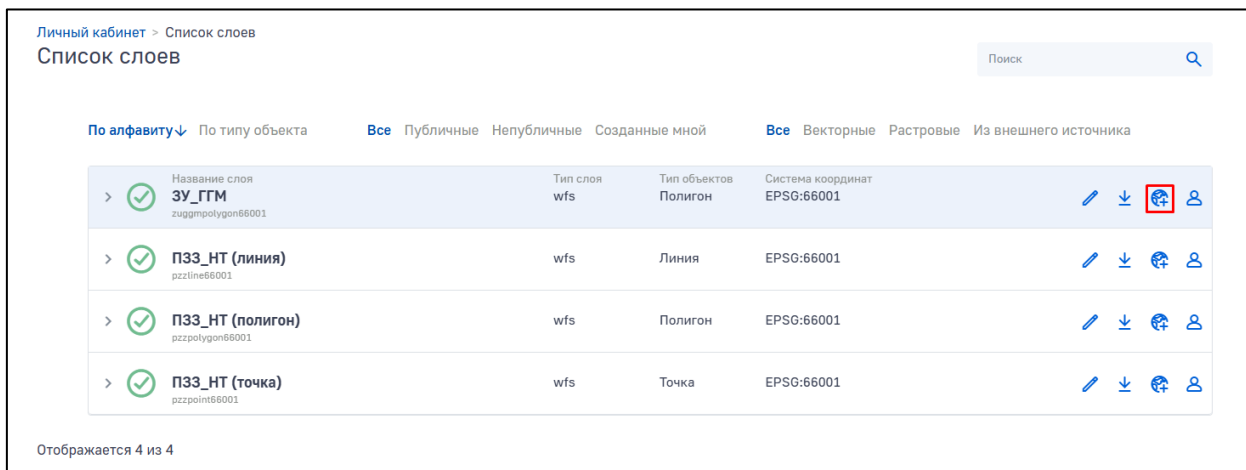 Личный кабинет > Список слоев
Список слоев
Поиск
По алфавиту↓ По типу объекта Все Публичные Непубличные Созданные мной Все Векторные Растровые Из внешнего источника
Название слоя Тип слоя Тип объектов Система координат
ЗУ_ГГМ wfs Полигон EPSG:66001
zuggmpolygon66001
ПЗЗ_НТ (линия) wfs Линия EPSG:66001
pzzline66001
ПЗЗ_НТ (полигон) wfs Полигон EPSG:66001
pzzpolygon66001
ПЗЗ_НТ (точка) wfs Точка EPSG:66001
pzzpoint66001
Отображается 4 из 4